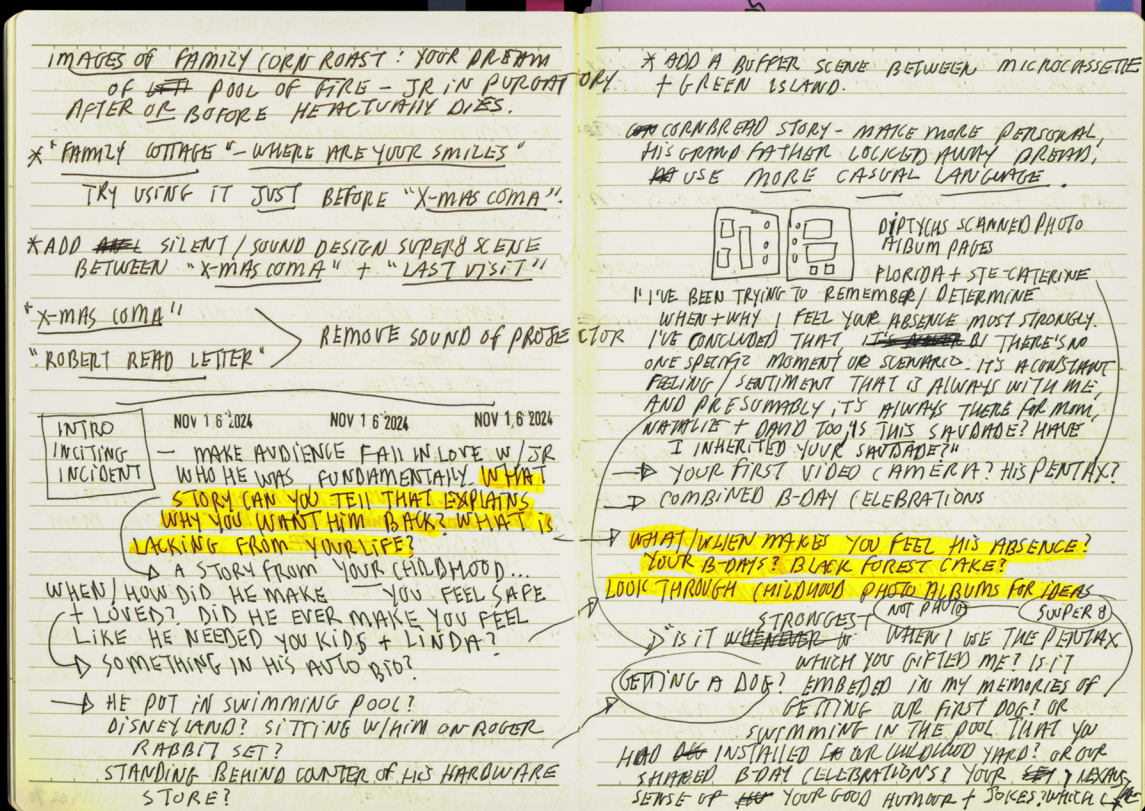 IMAGES OF FAMILY CORN ROAST: YOUR DREAM
OF POOL OF FIRE - JR IN PURGATORY
AFTER OR BOFORE HE ACTUALLY DIES.
* "FAMILY COTTAGE" - WHERE ARE YOUR SMILES"
TRY USING IT JUST BEFORE "X-MAS COMA".
* ADD SILENT/SOUND DESIGN SUPER8 SCENE
BETWEEN "X-MAS COMA" + "LAST VISIT"
"X-MAS COMA"
"ROBERT READ LETTER"
REMOVE SOUND OF PROJECTOR
NOV 16 2024 NOV 16 2024 NOV 16 2024
INTRO
INCITING
INCIDENT
- MAKE AUDIENCE FALL IN LOVE W/ JR
WHO HE WAS FUNDAMENTALLY. WHAT
STORY CAN YOU TELL THAT EXPLAINS
WHY YOU WANT HIM BACK? WHAT IS
LACKING FROM YOUR LIFE?
A STORY FROM YOUR CHILDHOOD...
WHEN/HOW DID HE MAKE YOU FEEL SAFE
+ LOVED? DID HE EVER MAKE YOU FEEL
LIKE HE NEEDED YOU KIDS + LINDA?
SOMETHING IN HIS AUTO BIO?
→ HE PUT IN SWIMMING POOL?
DISNEYLAND? SITTING W/HIM ON ROGER
RABBIT SET?
STANDING BEHIND COUNTER OF HIS HARDWARE
STORE?
* ADD A BUFFER SCENE BETWEEN MICROCASSETTE
+ GREEN ISLAND.
CORNBREAD STORY - MAKE MORE PERSONAL,
HIS GRAND FATHER LOCKED AWAY BREAD,
USE MORE CASUAL LANGUAGE.
DIPTYCHS SCANNED PHOTO
ALBUM PAGES
FLORIDA + STE-CATERINE
"I'VE BEEN TRYING TO REMEMBER/DETERMINE
WHEN + WHY I FEEL YOUR ABSENCE MOST STRONGLY.
I'VE CONCLUDED THAT, THERE'S NO
ONE SPECIFIC MOMENT OR SCENARIO. IT'S A CONSTANT
FEELING/SENTIMENT THAT IS ALWAYS WITH ME,
AND PRESUMABLY IT'S ALWAYS THERE FOR MOM,
NATALIE + DAVID TOO, IS THIS SAUDADE? HAVE
I INHERITED YOUR SAUDADE?"
→ YOUR FIRST VIDEO CAMERA? HIS PENTAX?
→ COMBINED B-DAY CELEBRATIONS
→ WHAT/WHEN MAKES YOU FEEL HIS ABSENCE?
YOUR B-DAYS? BLACK FOREST CAKE?
LOOK THROUGH CHILDHOOD PHOTO ALBUMS FOR IDEAS
NOT PHOTO SUPER 8
STRONGEST
"IS IT WHENEVER WHEN I USE THE PENTAX
WHICH YOU GIFTED ME? IS IT
GETTING A DOG? EMBEDED IN MY MEMORIES OF
GETTING OUR FIRST DOG? OR
SWIMMING IN THE POOL THAT YOU
HAD INSTALLED IN OUR CHILDHOOD YARD? OR OUR
SHARED B-DAY CELEBRATIONS? YOUR
SENSE OF YOUR GOOD HUMOUR + JOKES? WHICH